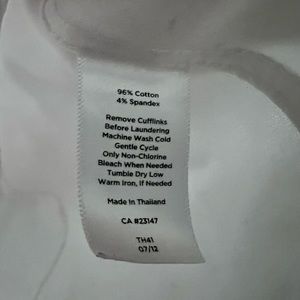 96% Cotton
4% Spandex
Remove Cufflinks
Before Laundering
Machine Wash Cold
Gentle Cycle
Only Non-Chlorine
Bleach When Needed
Tumble Dry Low
Warm Iron, if Needed
Made In Thailand
CA #23147
TH41
07/12